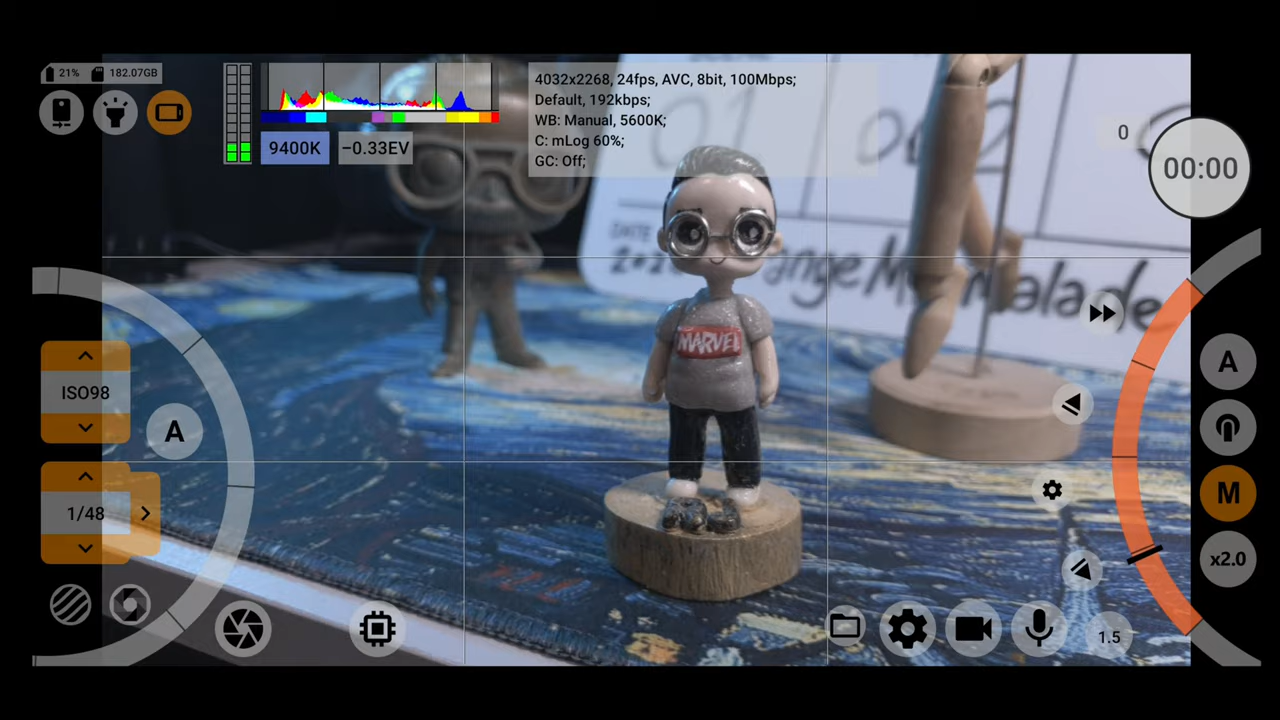 21% 182.07GB
4032x2268, 24fps, AVC, 8bit, 100Mbps;
Default, 192kbps;
WB: Manual, 5600K;
C: mLog 60%;
GC: Off;
9400K −0.33EV
0
00:00
DATE
MARVEL
A
ISO98
A
M
1/48
x2.0
1.5